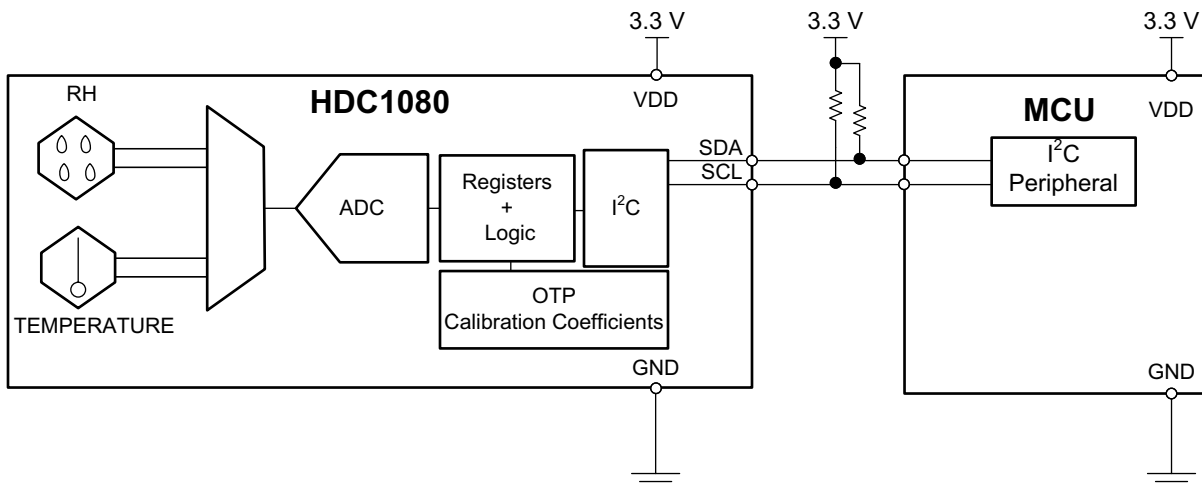 3.3 V
3.3 V
3.3 V
RH
HDC1080
VDD
MCU
VDD
SDA
SCL
I²C
Peripheral
ADC
Registers
+
Logic
I²C
TEMPERATURE
OTP
Calibration Coefficients
GND
GND